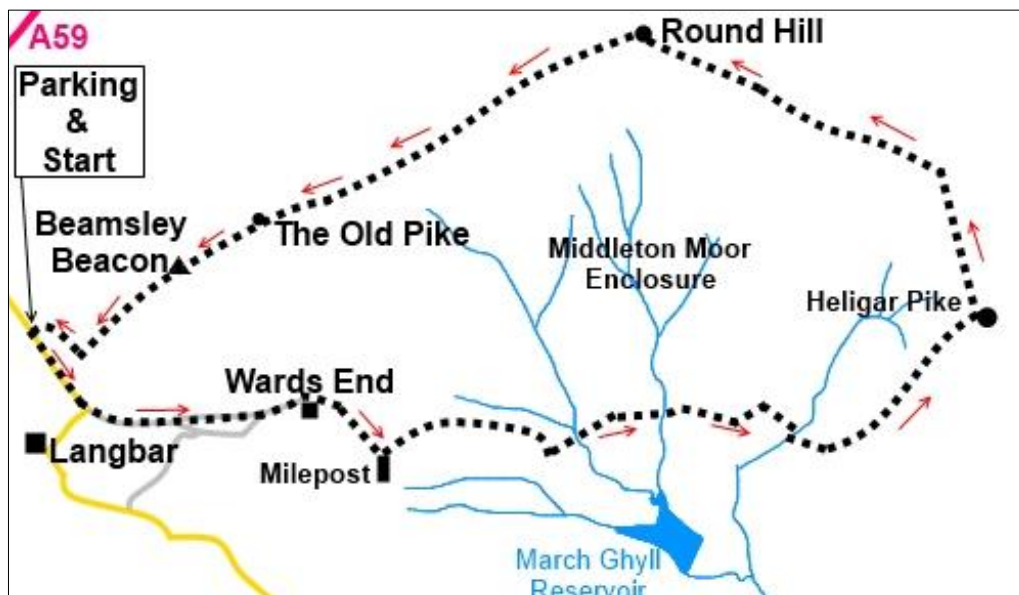 A59
Parking
&
Start
Round Hill
Beamsley
Beacon
The Old Pike
Middleton Moor
Enclosure
Heligar Pike
Wards End
Langbar
Milepost
March Ghyll
Reservoir